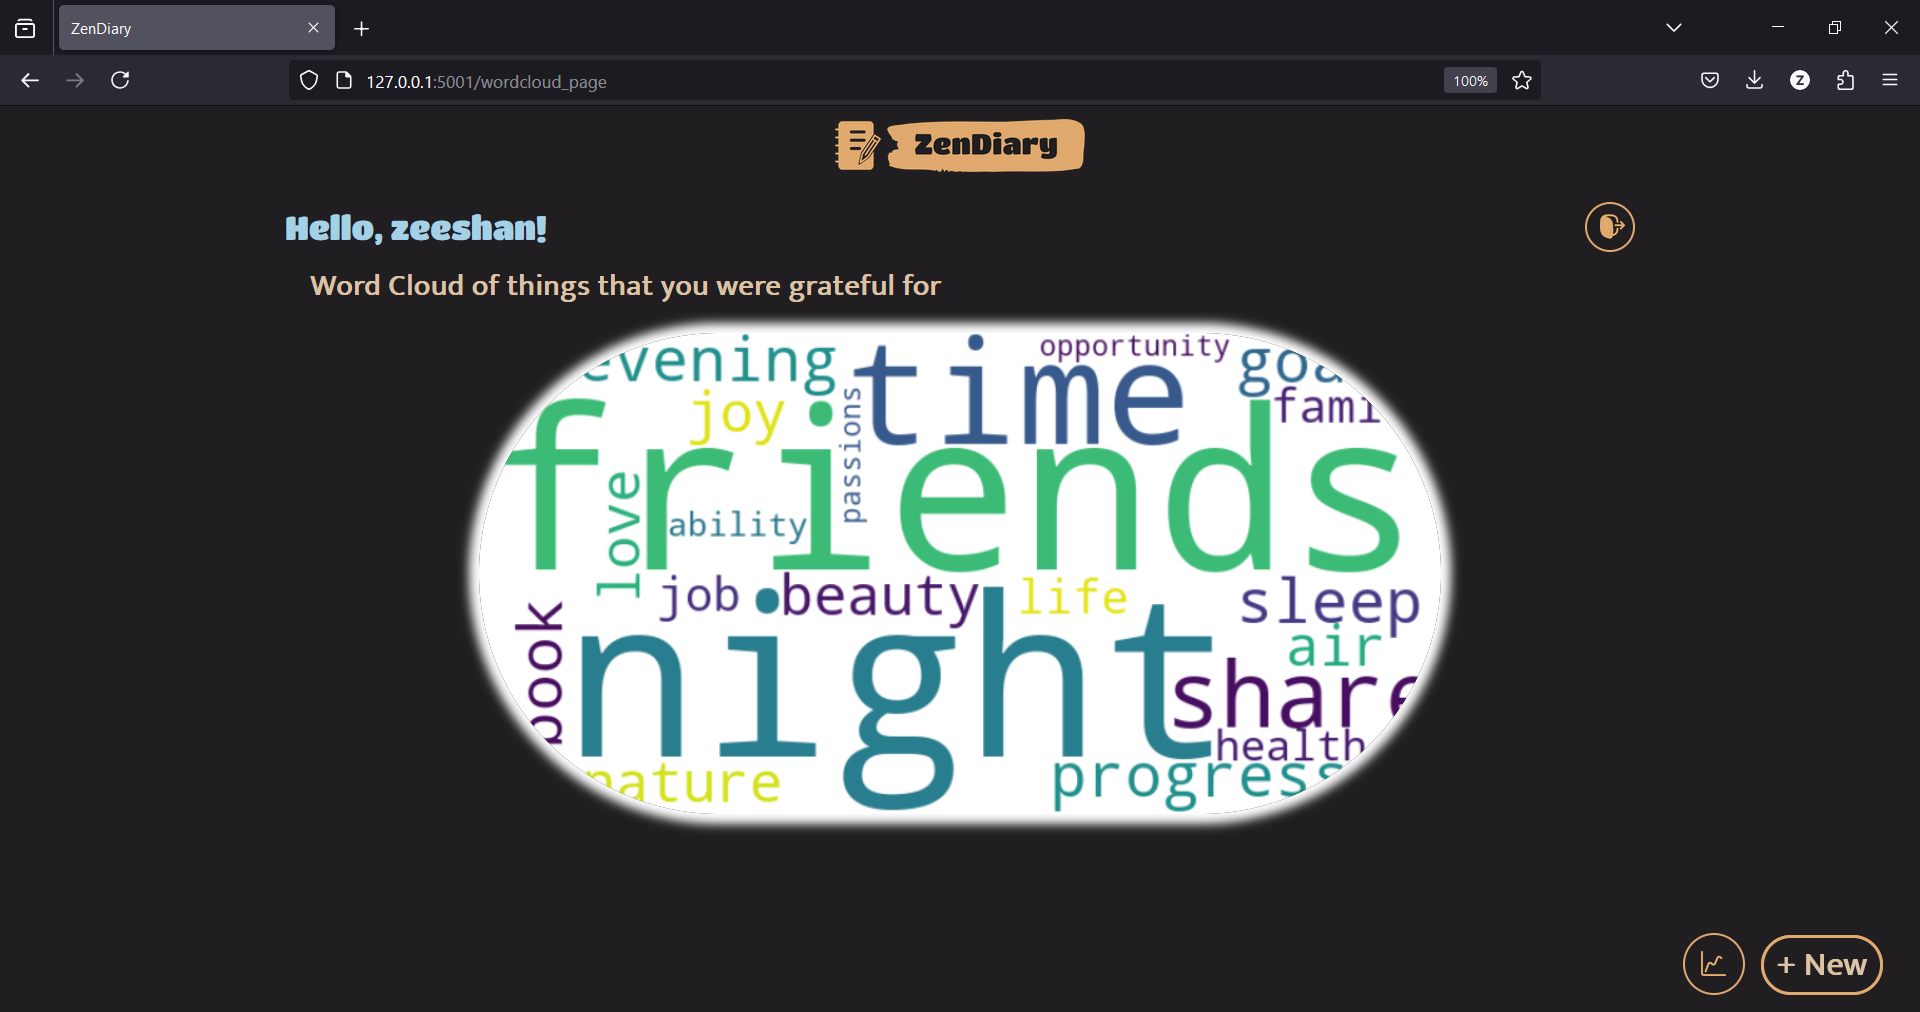 ZenDiary
127.0.0.1:5001/wordcloud_page
100%
Z
ZenDiary
Hello, zeeshan!
Word Cloud of things that you were grateful for
evening
time
opportunity
goa
fami
joy
passions
friends
love
ability
job
beauty
life
sleep
air
book
night
share
health
nature
progress
+ New